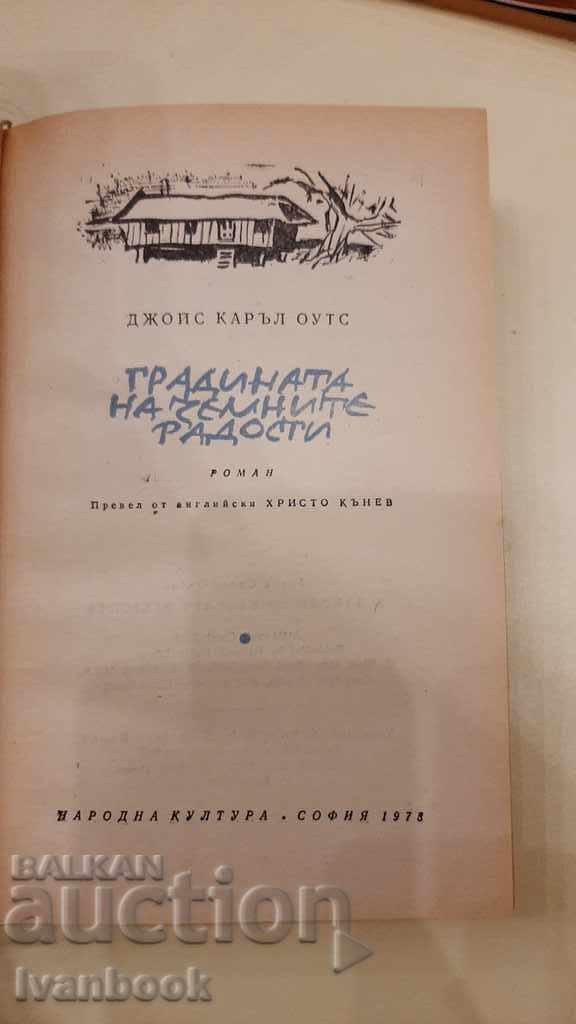 ДЖОЙС КАРЪЛ ОУТС
ГРАДИНАТА
НА ЗЕМНИТЕ
РАДОСТИ
РОМАН
Превел от английски ХРИСТО КЪНЕВ
НАРОДНА КУЛТУРА • СОФИЯ 1978
BALKAN
auction
Ivanbook